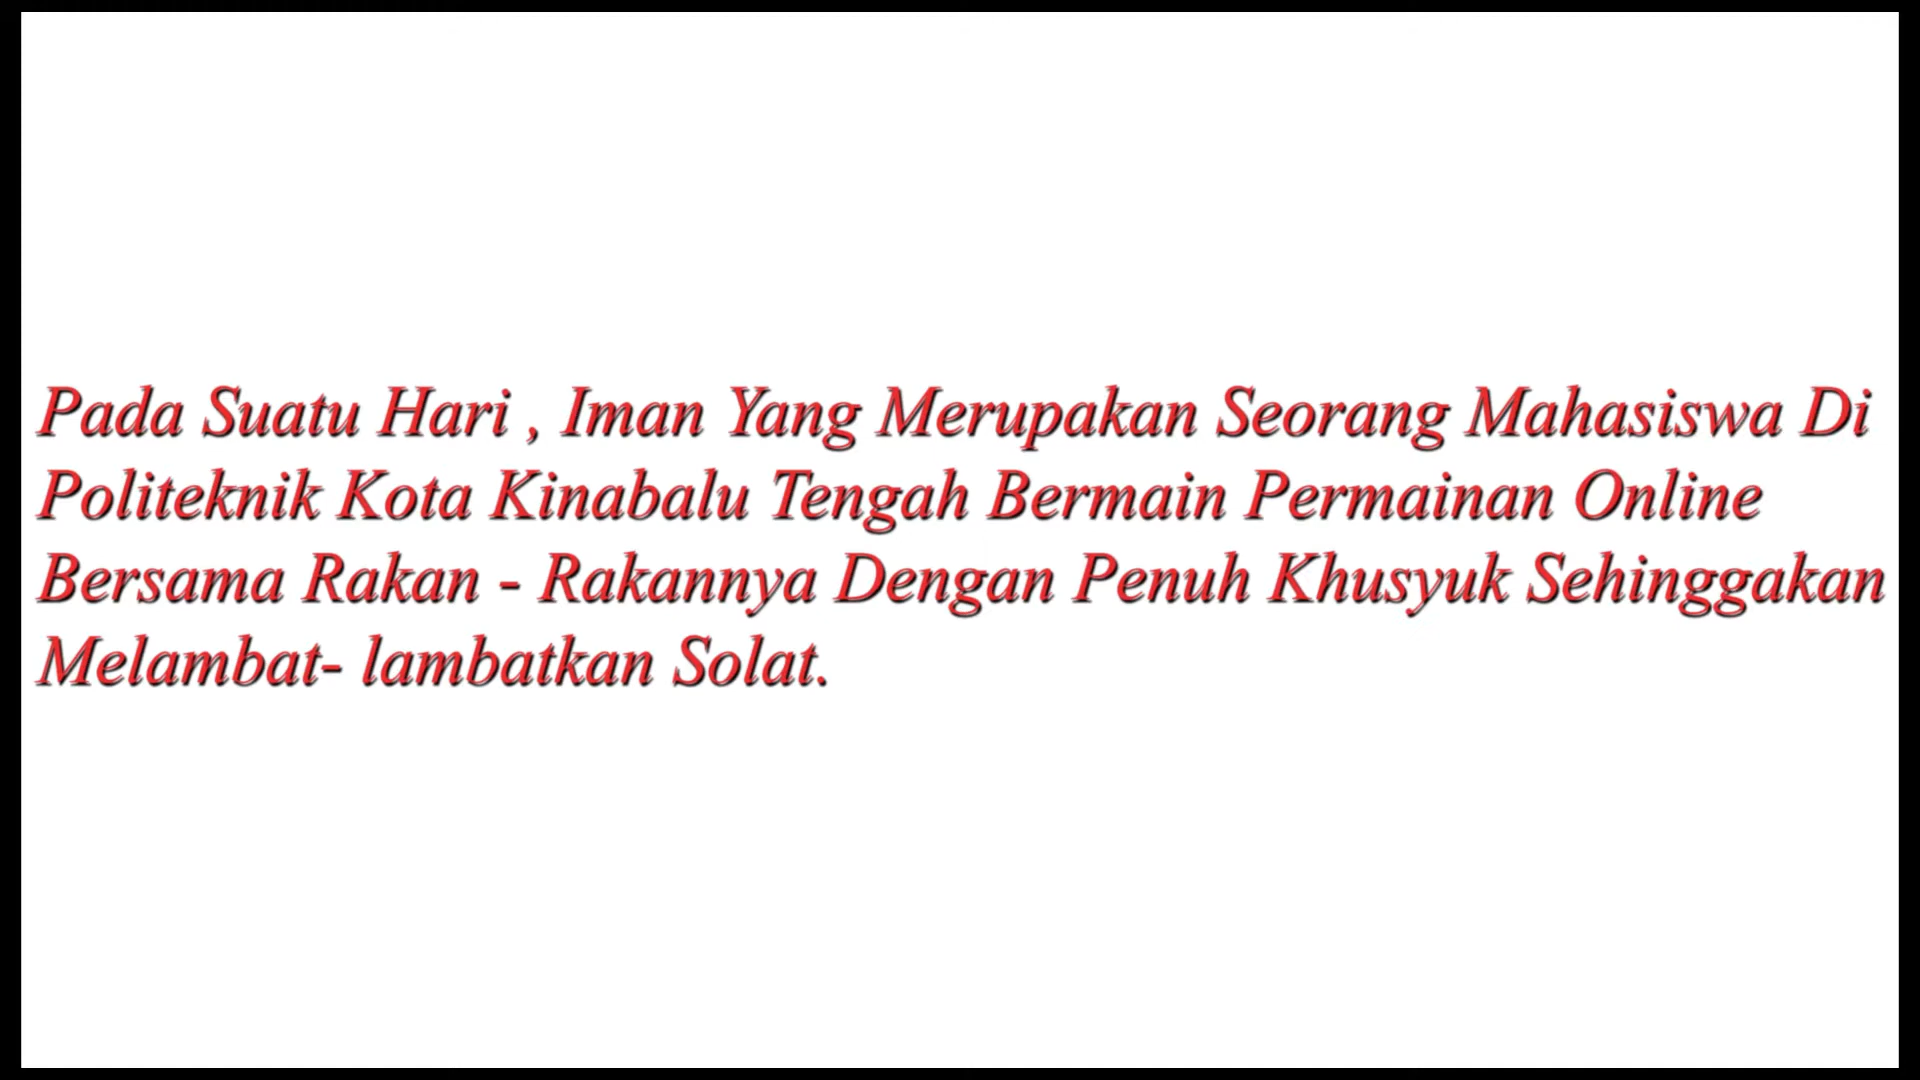 Pada Suatu Hari , Iman Yang Merupakan Seorang Mahasiswa Di
Politeknik Kota Kinabalu Tengah Bermain Permainan Online
Bersama Rakan - Rakannya Dengan Penuh Khusyuk Sehinggakan
Melambat- lambatkan Solat.